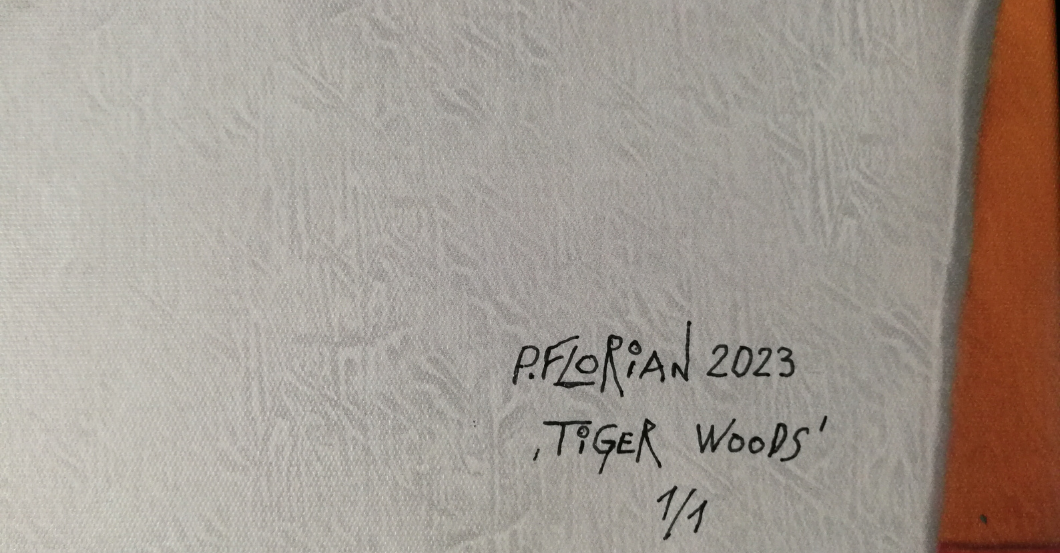 P.FLORiAN 2023
‚TiGER WOODS'
1/1